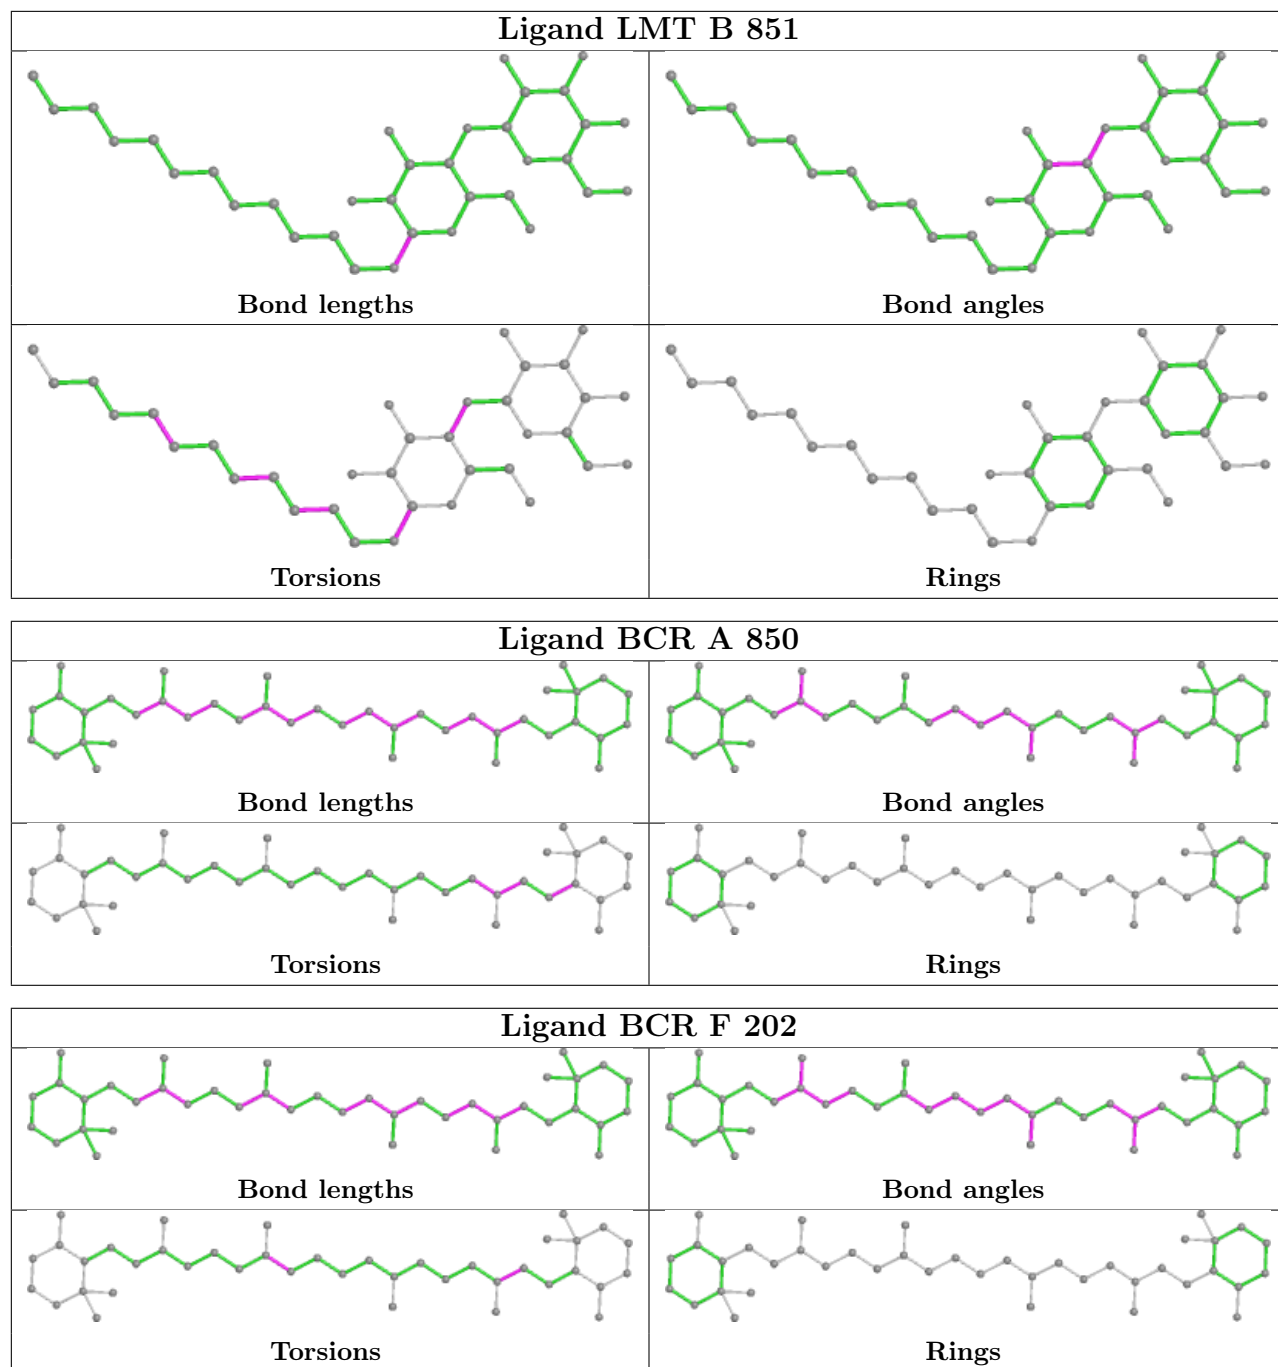 Ligand LMT B 851
Bond lengths
Bond angles
Torsions
Rings
Ligand BCR A 850
Bond lengths
Bond angles
Torsions
Rings
Ligand BCR F 202
Bond lengths
Bond angles
Torsions
Rings